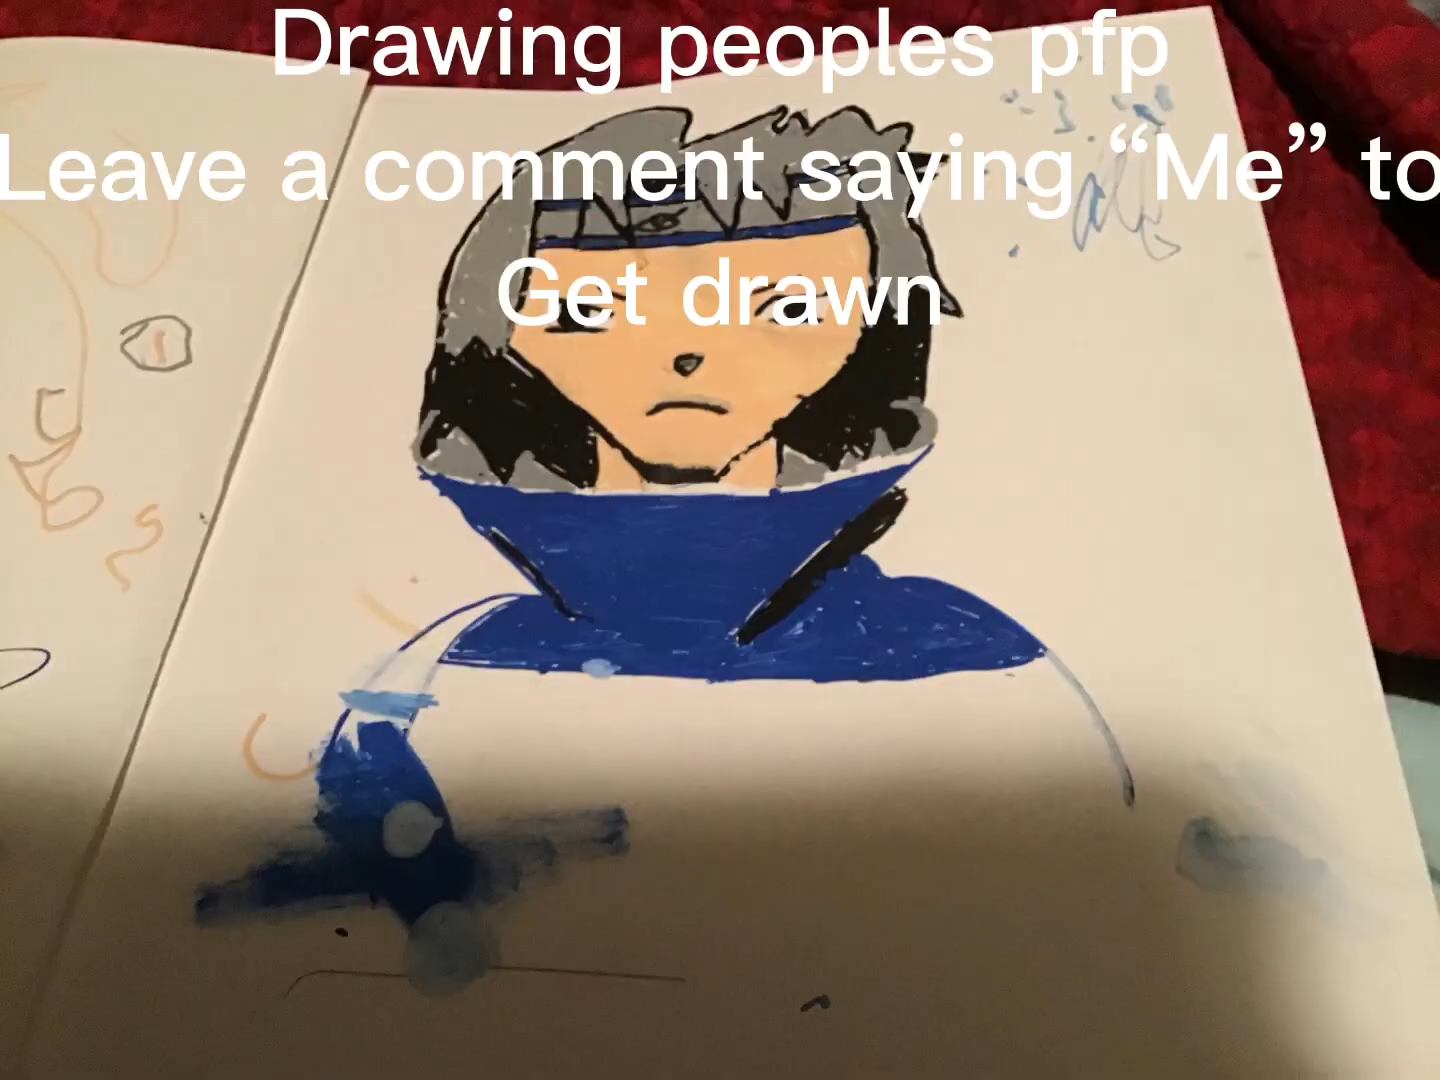 Drawing peoples pfp
Leave a comment saying “Me” to
Get drawn